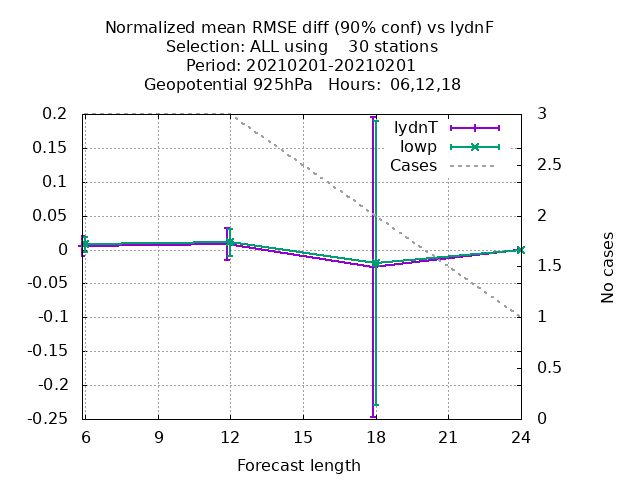 Normalized mean RMSE diff (90% conf) vs lydnF
Selection: ALL using    30 stations
Period: 20210201-20210201
Geopotential 925hPa   Hours:  06,12,18
lydnT
lowp
Cases
0.2
0.15
0.1
0.05
0
-0.05
-0.1
-0.15
-0.2
-0.25
3
2.5
2
1.5
1
0.5
0
No cases
6 9 12 15 18 21 24
Forecast length